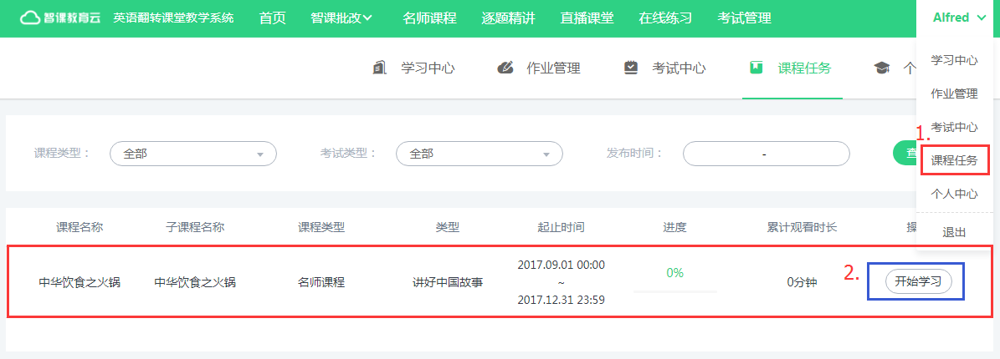 智课教育云 英语翻转课堂教学系统 首页 智课批改 名师课程 逐题精讲 直播课堂 在线练习 考试管理 Alfred
学习中心 作业管理 考试中心 课程任务 个
学习中心
作业管理
考试中心
1.
课程任务
个人中心
退出
课程类型： 全部 考试类型： 全部 发布时间： - 查
课程名称 子课程名称 课程类型 类型 起止时间 进度 累计观看时长 操
中华饮食之火锅 中华饮食之火锅 名师课程 讲好中国故事 2017.09.01 00:00 0% 0分钟 2. 开始学习
~
2017.12.31 23:59